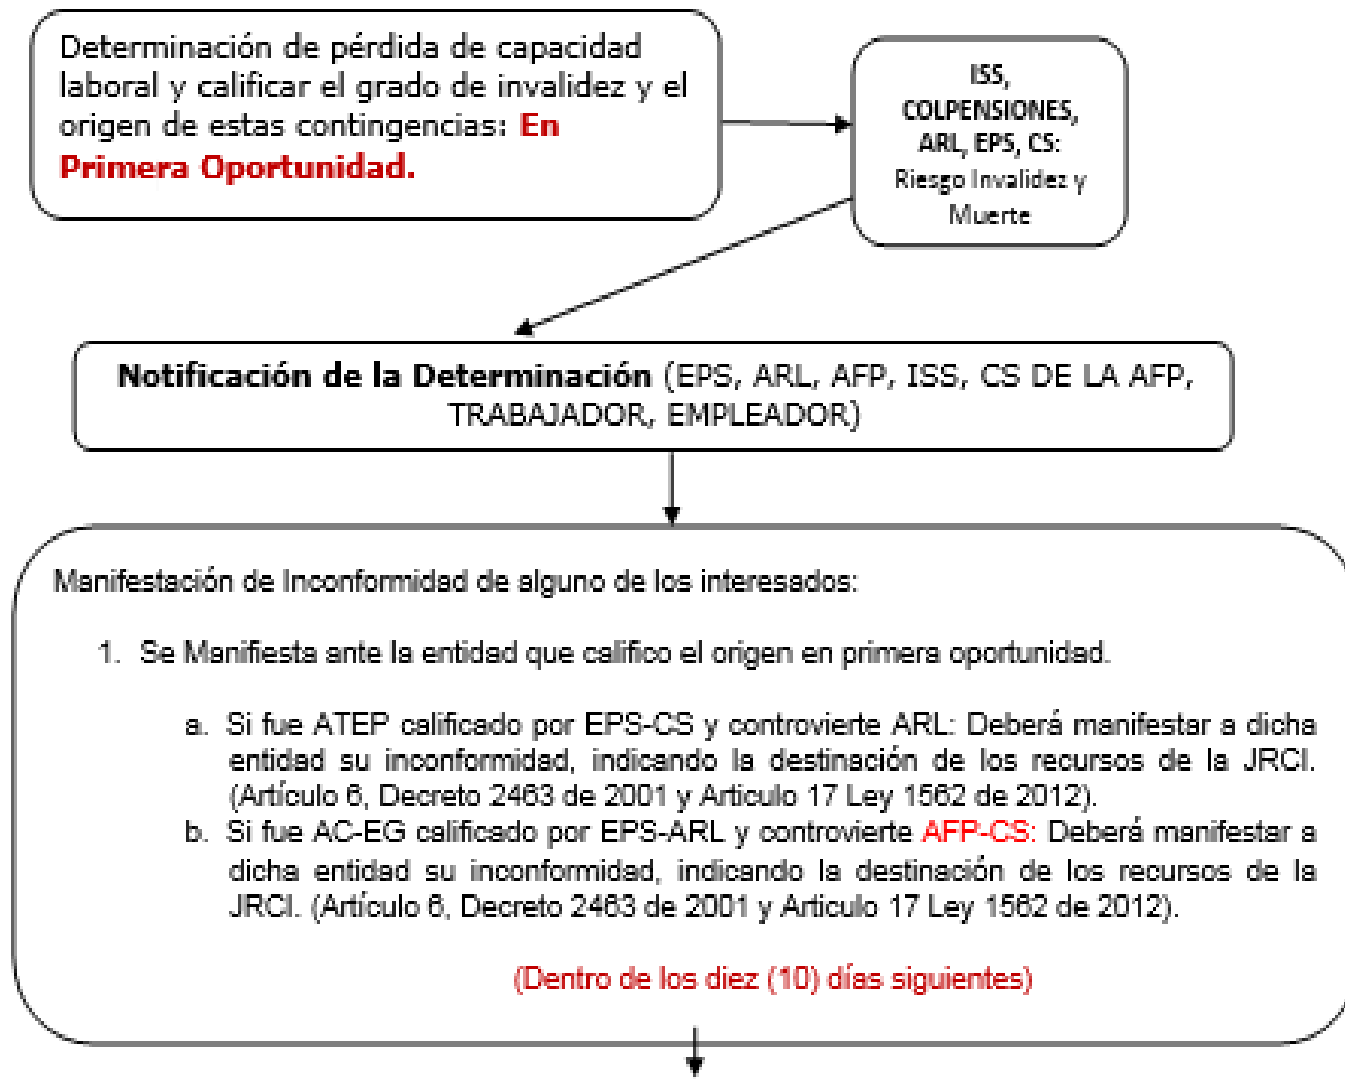 Determinación de pérdida de capacidad
laboral y calificar el grado de invalidez y el
origen de estas contingencias: En
Primera Oportunidad.
ISS,
COLPENSIONES,
ARL, EPS, CS:
Riesgo Invalidez y
Muerte
Notificación de la Determinación (EPS, ARL, AFP, ISS, CS DE LA AFP,
TRABAJADOR, EMPLEADOR)
Manifestación de Inconformidad de alguno de los interesados:
1. Se Manifiesta ante la entidad que califico el origen en primera oportunidad.
a. Si fue ATEP calificado por EPS-CS y controvierte ARL: Deberá manifestar a dicha
entidad su inconformidad, indicando la destinación de los recursos de la JRCI.
(Artículo 6, Decreto 2463 de 2001 y Articulo 17 Ley 1562 de 2012).
b. Si fue AC-EG calificado por EPS-ARL y controvierte AFP-CS: Deberá manifestar a
dicha entidad su inconformidad, indicando la destinación de los recursos de la
JRCI. (Artículo 6, Decreto 2463 de 2001 y Articulo 17 Ley 1562 de 2012).
(Dentro de los diez (10) días siguientes)